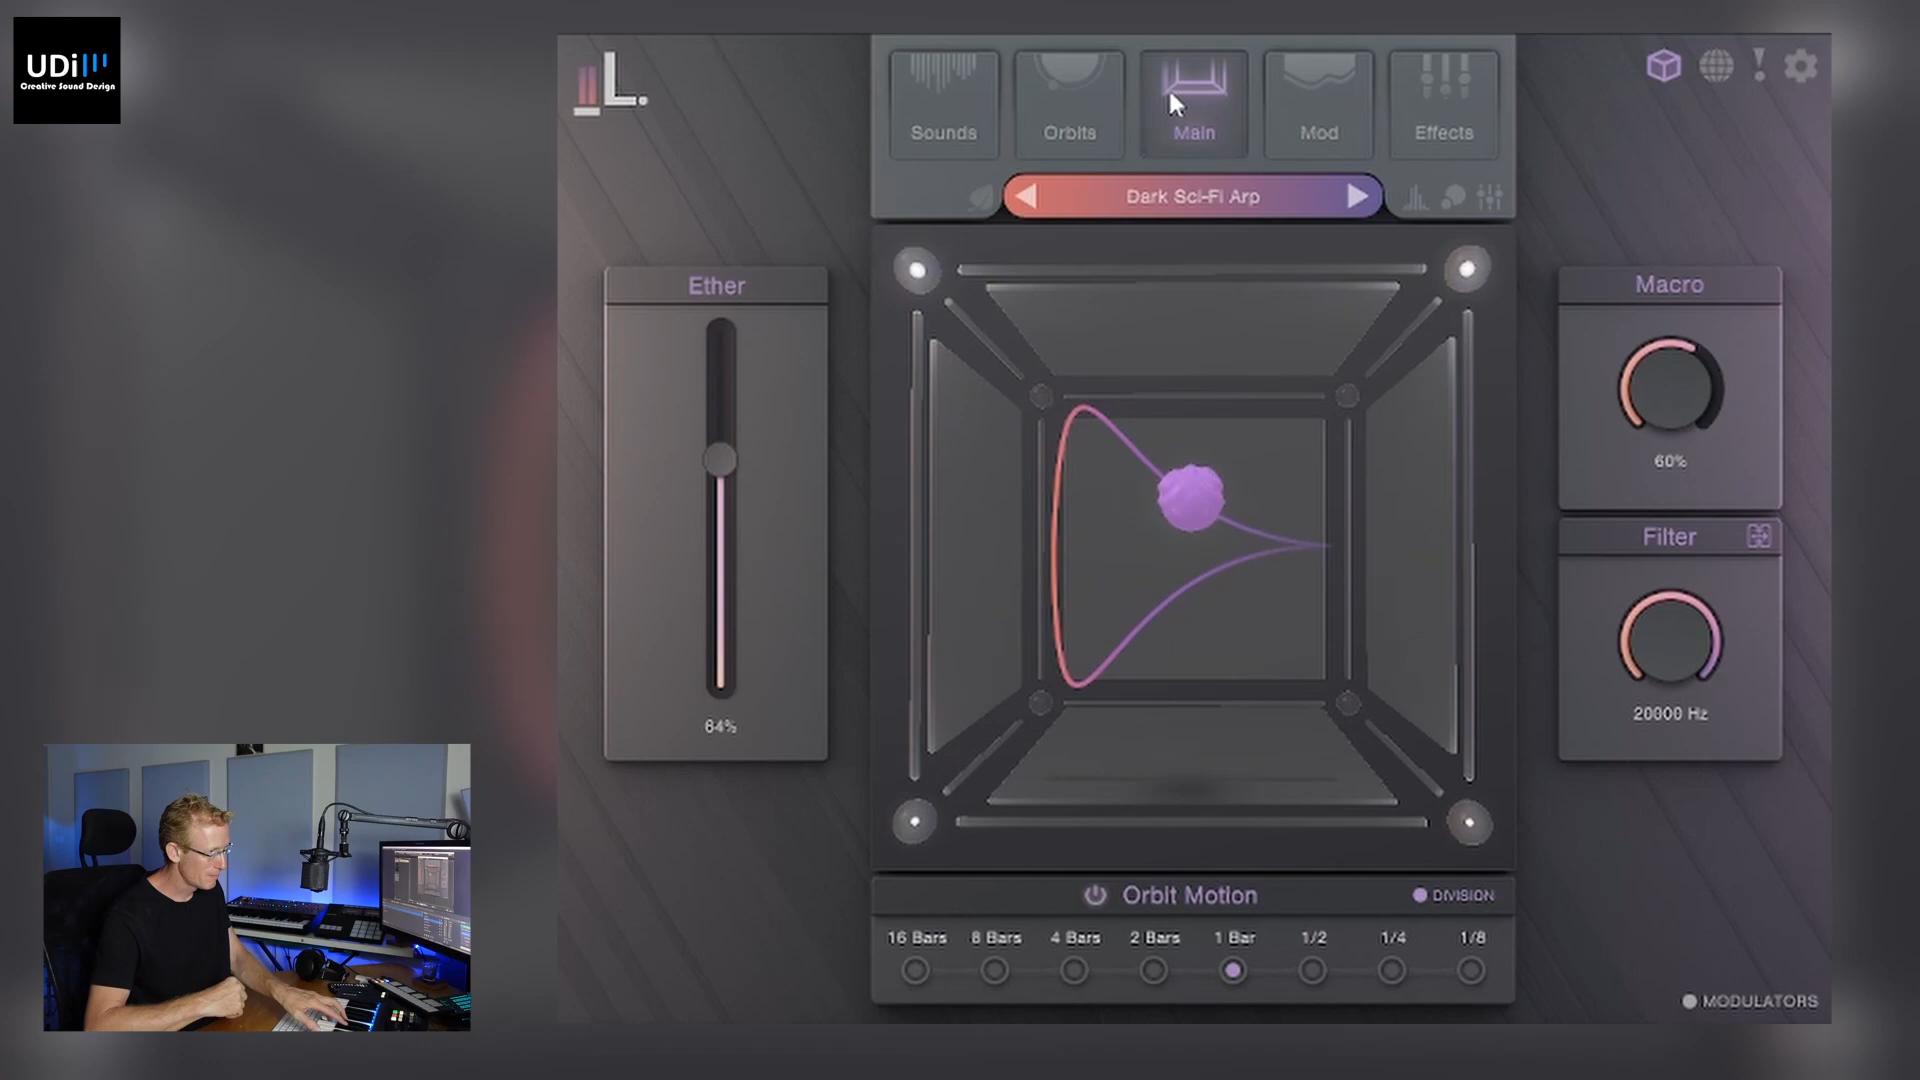 UDi
Creative Sound Design
L.
Sounds
Orbits
Main
Mod
Effects
Dark Sci-Fi Arp
Ether
64%
Macro
60%
Filter
20000 Hz
Orbit Motion
DIVISION
16 Bars
8 Bars
4 Bars
2 Bars
1 Bar
1/2
1/4
1/8
MODULATORS